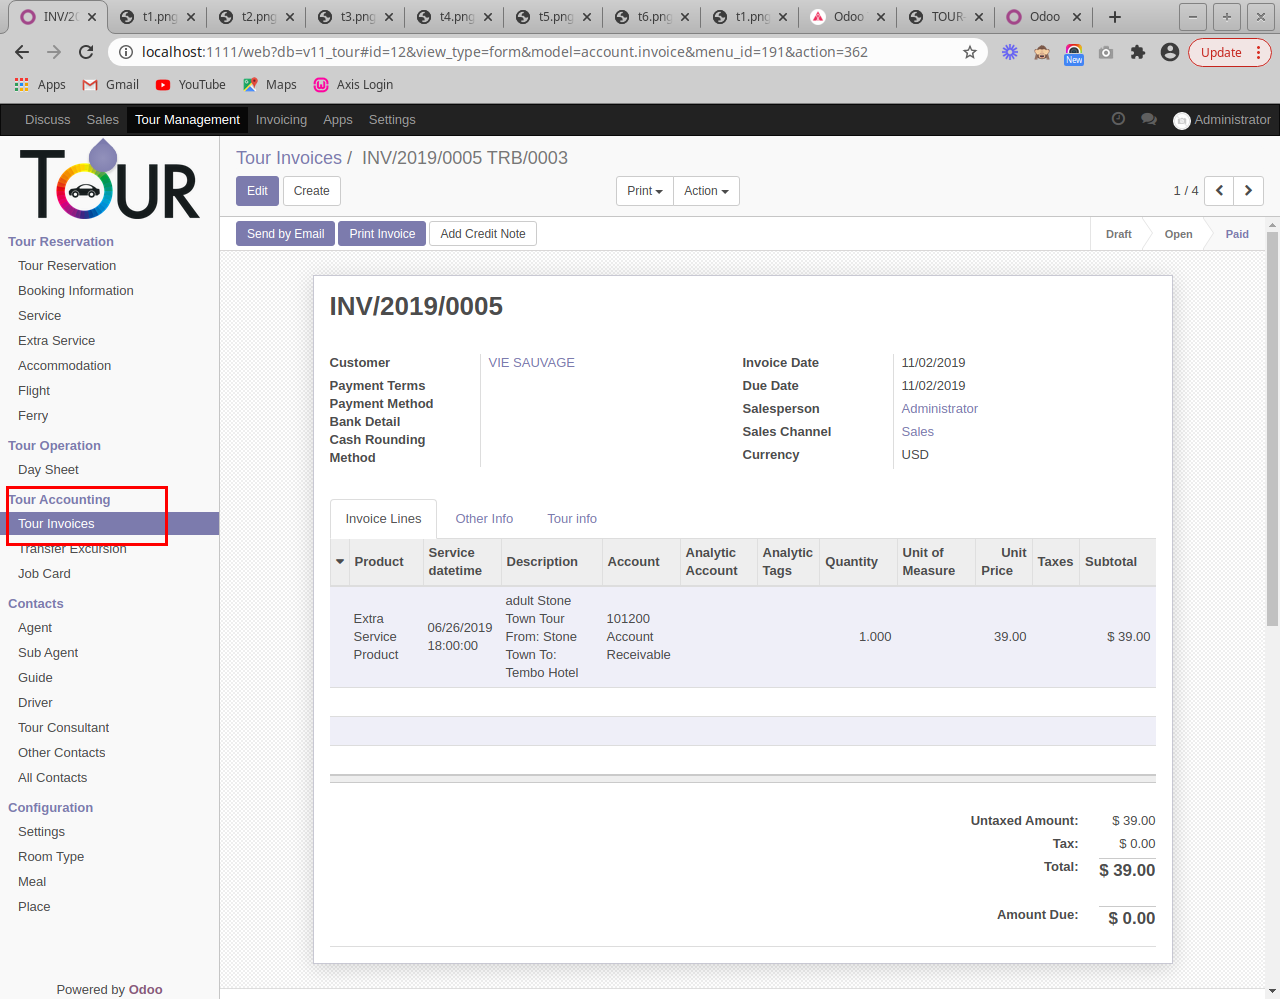 INV/20
t1.png
t2.png
t3.png
t4.png
t5.png
t6.png
t1.png
Odoo
TOUR-
Odoo
localhost:1111/web?db=v11_tour#id=12&view_type=form&model=account.invoice&menu_id=191&action=362
New
Update
Apps
Gmail
YouTube
Maps
Axis Login
Discuss
Sales
Tour Management
Invoicing
Apps
Settings
Administrator
TOUR
Tour Reservation
Tour Reservation
Booking Information
Service
Extra Service
Accommodation
Flight
Ferry
Tour Operation
Day Sheet
Tour Accounting
Tour Invoices
Transfer Excursion
Job Card
Contacts
Agent
Sub Agent
Guide
Driver
Tour Consultant
Other Contacts
All Contacts
Configuration
Settings
Room Type
Meal
Place
Powered by Odoo
Tour Invoices / INV/2019/0005 TRB/0003
Edit
Create
Print
Action
1 / 4
Send by Email
Print Invoice
Add Credit Note
Draft
Open
Paid
INV/2019/0005
Customer
VIE SAUVAGE
Payment Terms
Payment Method
Bank Detail
Cash Rounding
Method
Invoice Date
11/02/2019
Due Date
11/02/2019
Salesperson
Administrator
Sales Channel
Sales
Currency
USD
Invoice Lines
Other Info
Tour info
Product
Service
datetime
Description
Account
Analytic
Account
Analytic
Tags
Quantity
Unit of
Measure
Unit
Price
Taxes
Subtotal
Extra
Service
Product
06/26/2019
18:00:00
adult Stone
Town Tour
From: Stone
Town To:
Tembo Hotel
101200
Account
Receivable
1.000
39.00
$ 39.00
Untaxed Amount:
$ 39.00
Tax:
$ 0.00
Total:
$ 39.00
Amount Due:
$ 0.00